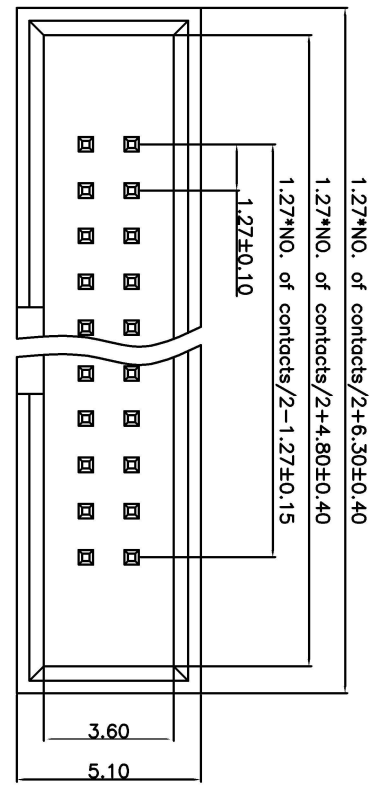 1.27*NO. of contacts/2+6.30±0.40
1.27*NO. of contacts/2+4.80±0.40
1.27*NO. of contacts/2-1.27±0.15
1.27±0.10
3.60
5.10